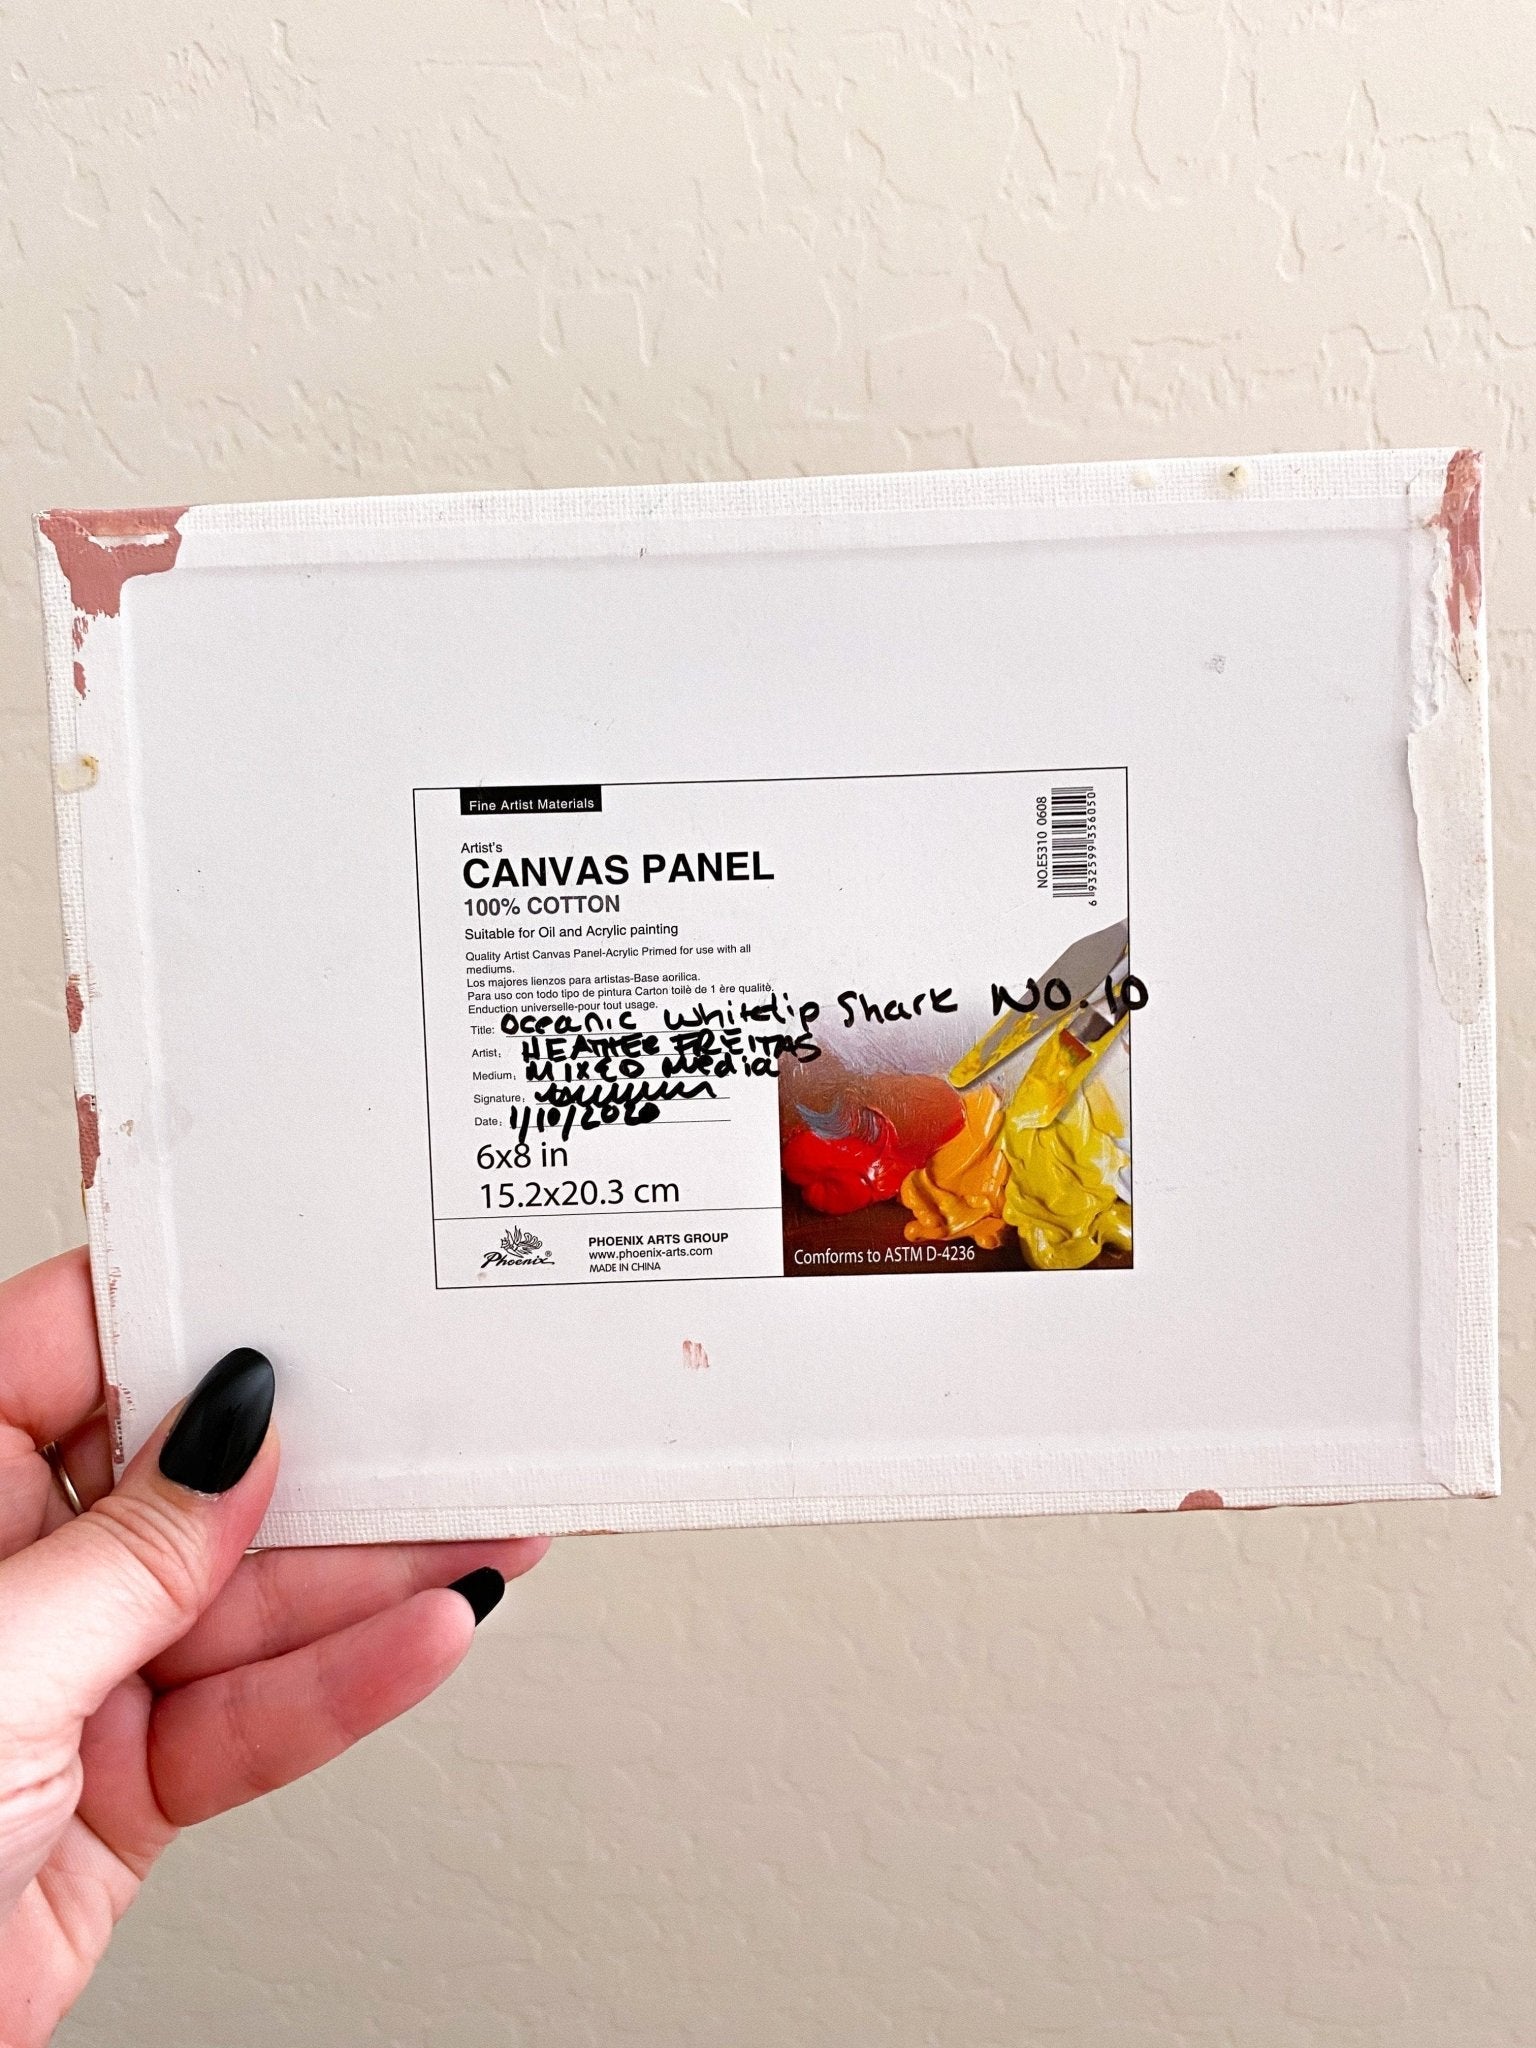 Fine Artist Materials
Artist's
CANVAS PANEL
100% COTTON
Suitable for Oil and Acrylic painting
Quality Artist Canvas Panel-Acrylic Primed for use with all
mediums.
Los majores lienzos para artistas-Base aorilica.
Para uso con todo tipo de pintura Carton toilè de 1 ère qualitè.
Enduction universelle-pour tout usage.
Title: Oceanic Whitetip Shark NO. 10
Artist: HEATHER FREITAS
Medium: MIXED Media
Signature:
Date: 1/10/2020
6x8 in
15.2x20.3 cm
Phoenix®
PHOENIX ARTS GROUP
www.phoenix-arts.com
MADE IN CHINA
NO.E5310 0608
6 932599 356050
Comforms to ASTM D-4236